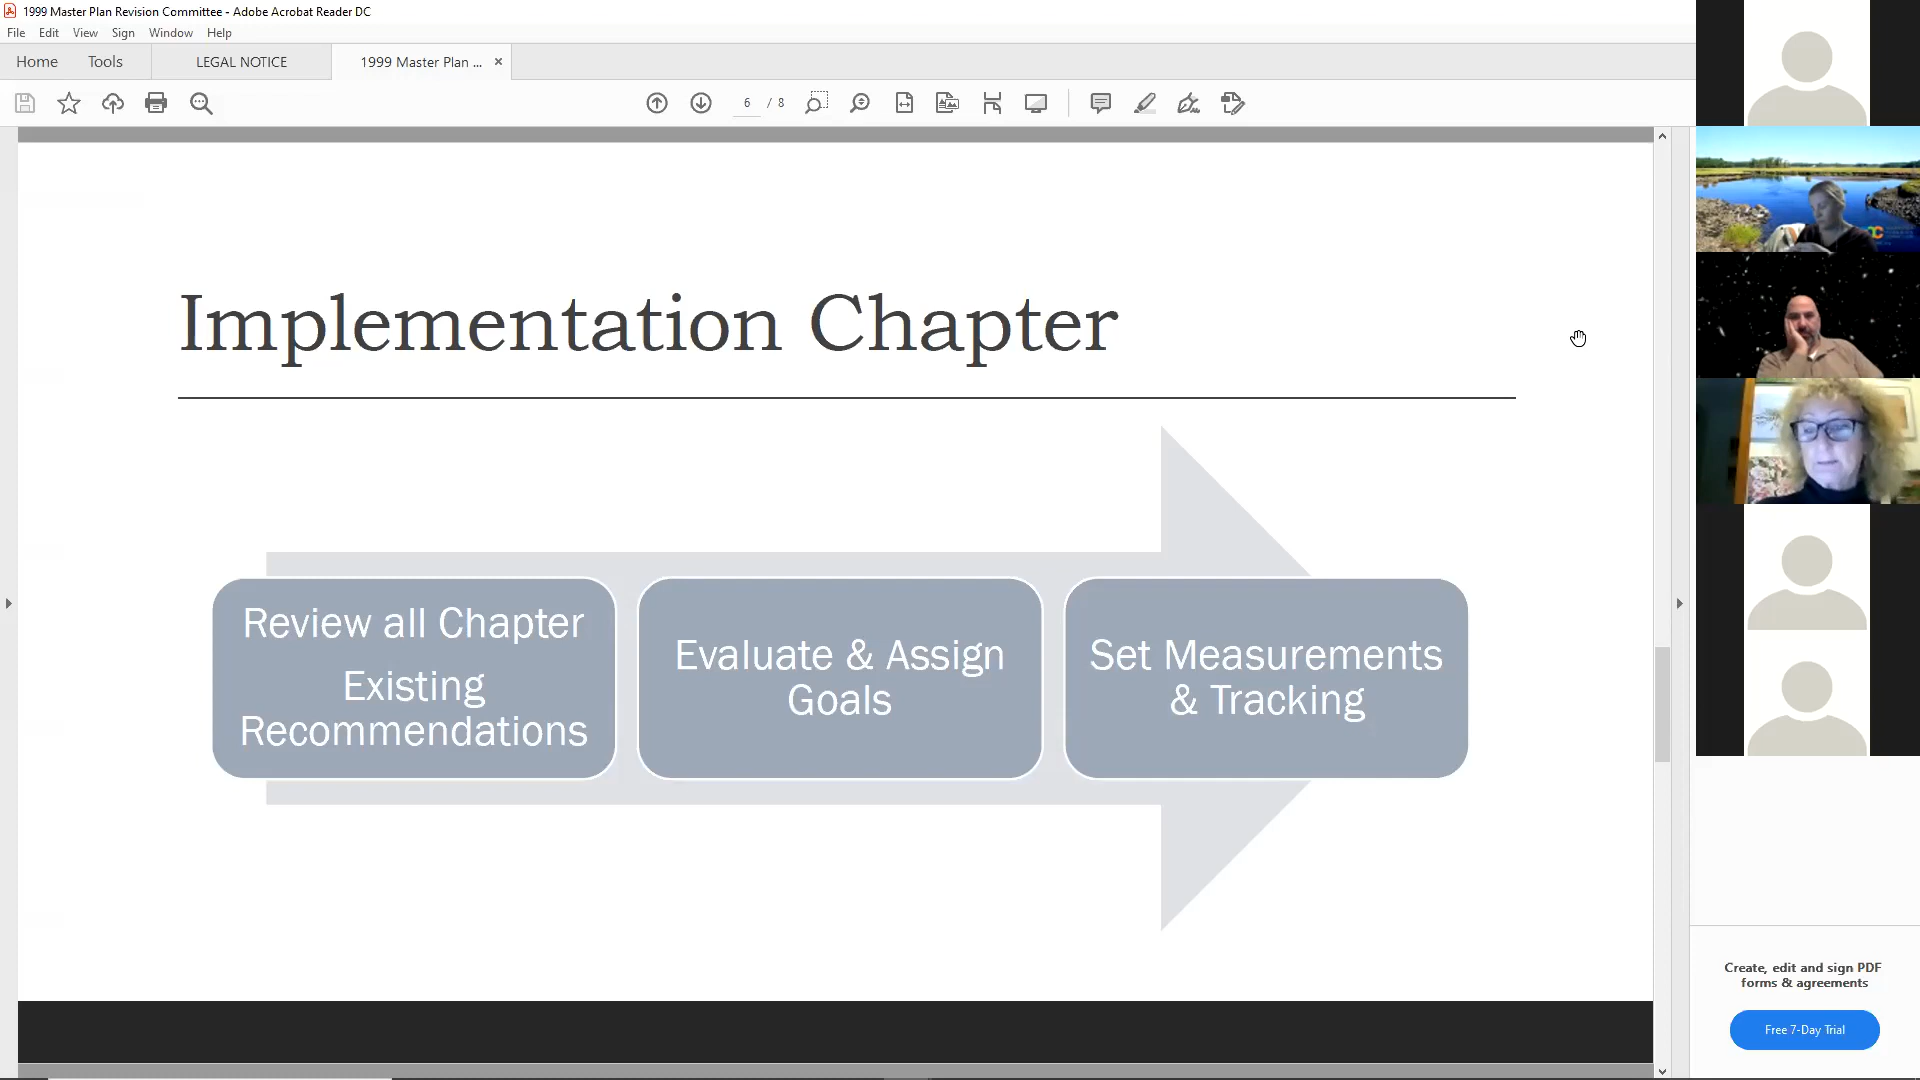 1999 Master Plan Revision Committee - Adobe Acrobat Reader DC
File Edit View Sign Window Help
Home Tools LEGAL NOTICE 1999 Master Plan ... ×
6 / 8
Implementation Chapter
Review all Chapter
Existing
Recommendations
Evaluate & Assign
Goals
Set Measurements
& Tracking
Create, edit and sign PDF
forms & agreements
Free 7-Day Trial